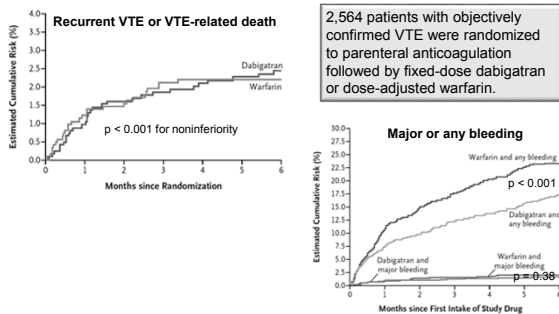 Recurrent VTE or VTE-related death
Estimated Cumulative Risk (%)
4.0
3.5
3.0
2.5
2.0
1.5
1.0
0.5
0.0
Dabigatran
Warfarin
p < 0.001 for noninferiority
0 1 2 3 4 5 6
Months since Randomization
2,564 patients with objectively
confirmed VTE were randomized
to parenteral anticoagulation
followed by fixed-dose dabigatran
or dose-adjusted warfarin.
Major or any bleeding
Estimated Cumulative Risk (%)
30.0
27.5
25.0
22.5
20.0
17.5
15.0
12.5
10.0
7.5
5.0
2.5
0.0
Warfarin and any bleeding
p < 0.001
Dabigatran and
any bleeding
Dabigatran and
major bleeding
Warfarin and
major bleeding
p = 0.38
0 1 2 3 4 5 6
Months since First Intake of Study Drug